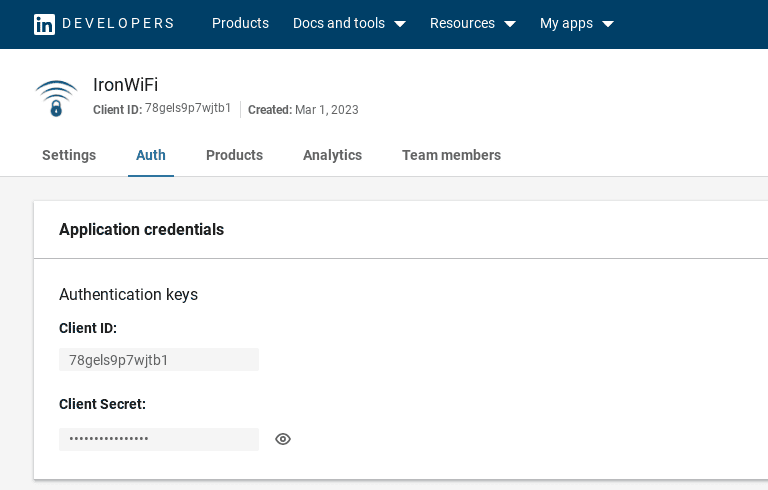 in DEVELOPERS Products Docs and tools Resources My apps
IronWiFi
Client ID: 78gels9p7wjtb1 Created: Mar 1, 2023
Settings Auth Products Analytics Team members
Application credentials
Authentication keys
Client ID:
78gels9p7wjtb1
Client Secret:
••••••••••••••••